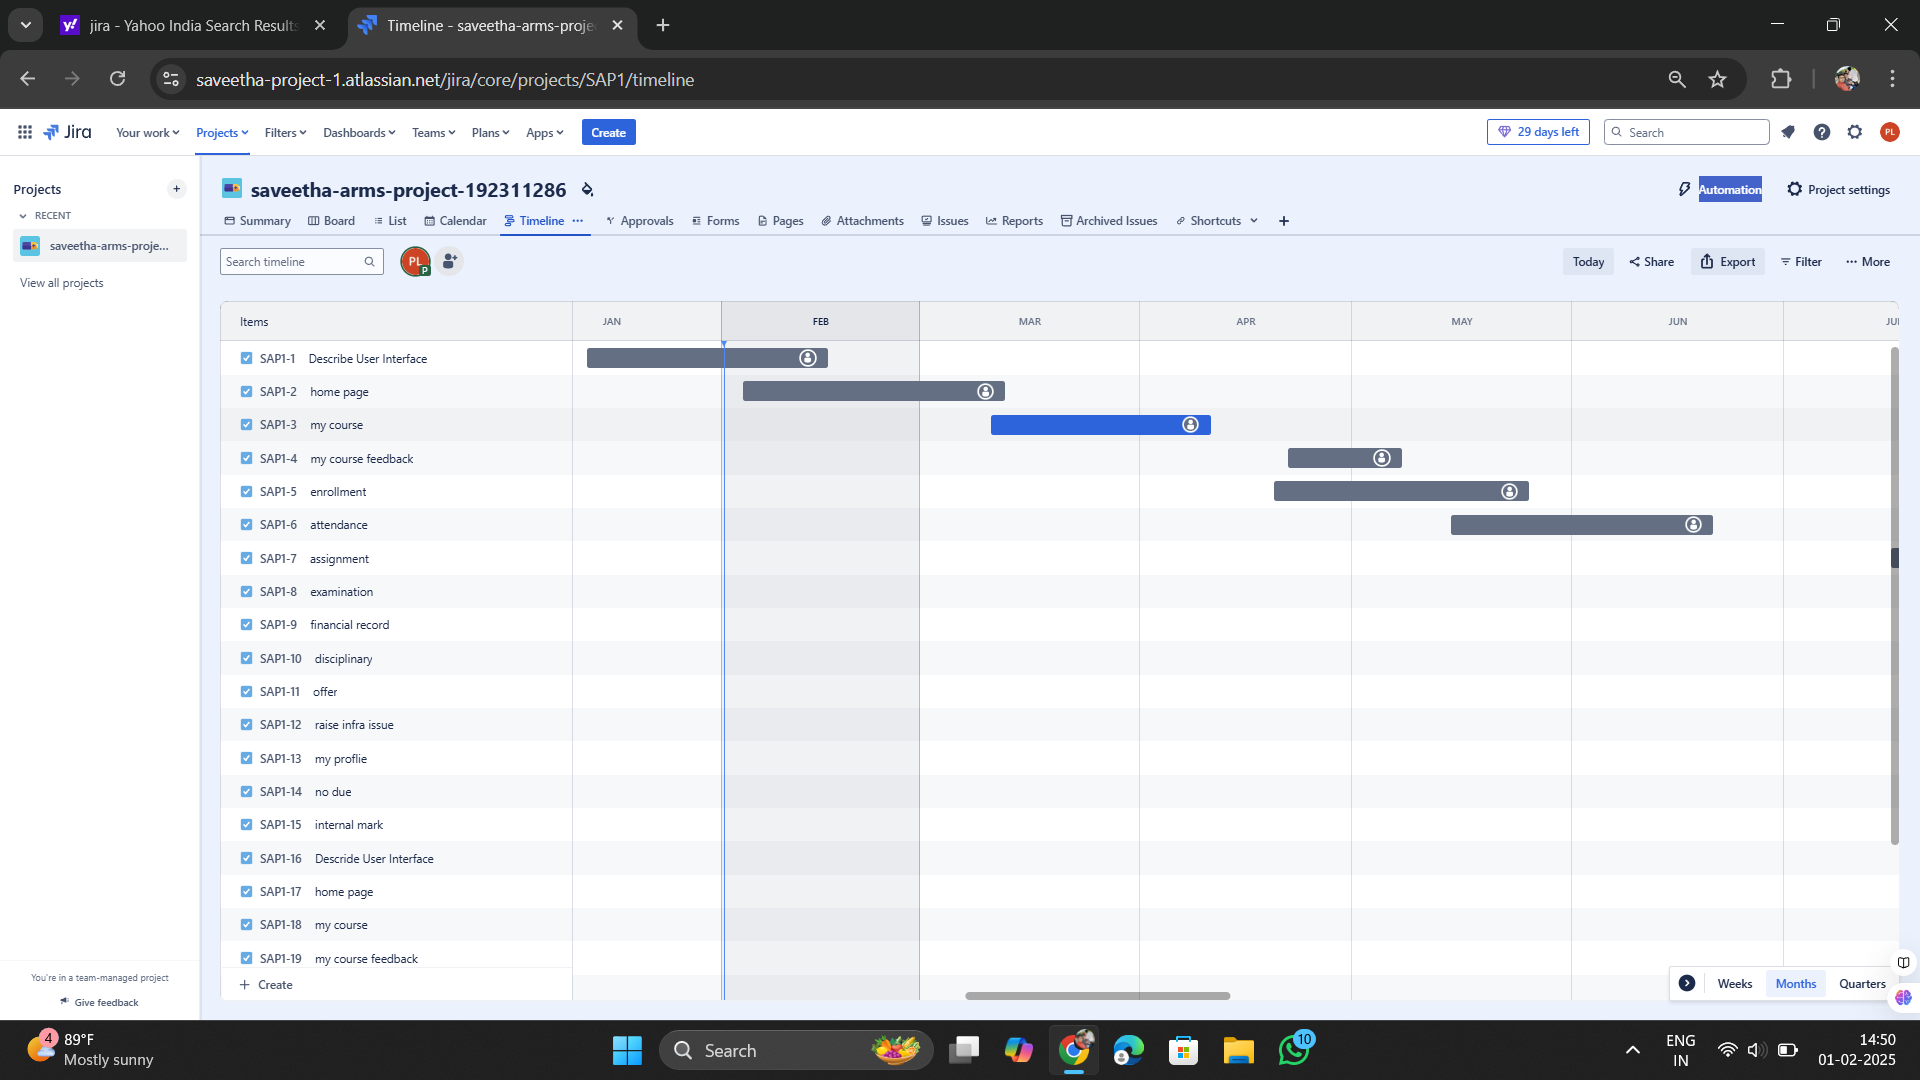 jira - Yahoo India Search Results
Timeline - saveetha-arms-proje
saveetha-project-1.atlassian.net/jira/core/projects/SAP1/timeline
Jira Your work Projects Filters Dashboards Teams Plans Apps Create 29 days left Search PL
Projects
RECENT
saveetha-arms-proje...
View all projects
saveetha-arms-project-192311286
Automation Project settings
Summary Board List Calendar Timeline Approvals Forms Pages Attachments Issues Reports Archived Issues Shortcuts
Search timeline PL P Today Share Export Filter More
Items JAN FEB MAR APR MAY JUN JUL
SAP1-1 Describe User Interface
SAP1-2 home page
SAP1-3 my course
SAP1-4 my course feedback
SAP1-5 enrollment
SAP1-6 attendance
SAP1-7 assignment
SAP1-8 examination
SAP1-9 financial record
SAP1-10 disciplinary
SAP1-11 offer
SAP1-12 raise infra issue
SAP1-13 my proflie
SAP1-14 no due
SAP1-15 internal mark
SAP1-16 Descride User Interface
SAP1-17 home page
SAP1-18 my course
SAP1-19 my course feedback
Create
Weeks Months Quarters
You're in a team-managed project
Give feedback
4 89°F
Mostly sunny
Search
10
ENG
IN
14:50
01-02-2025